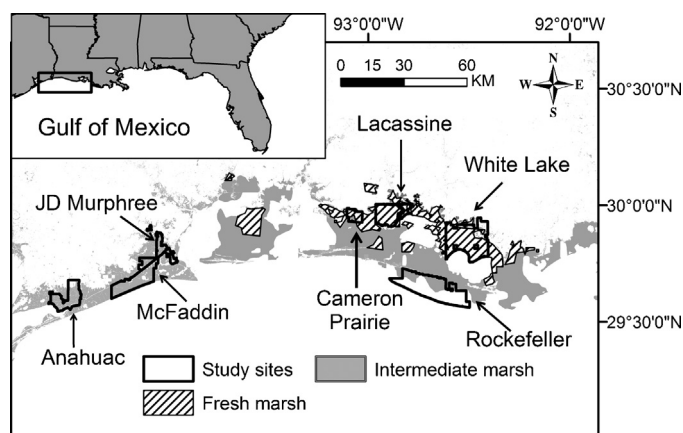 93°0'0"W
92°0'0"W
N
W
E
S
0 15 30 60
KM
30°30'0"N
Gulf of Mexico
Lacassine
White Lake
JD Murphree
30°0'0"N
McFaddin
Cameron
Prairie
Rockefeller
Anahuac
29°30'0"N
Study sites
Intermediate marsh
Fresh marsh